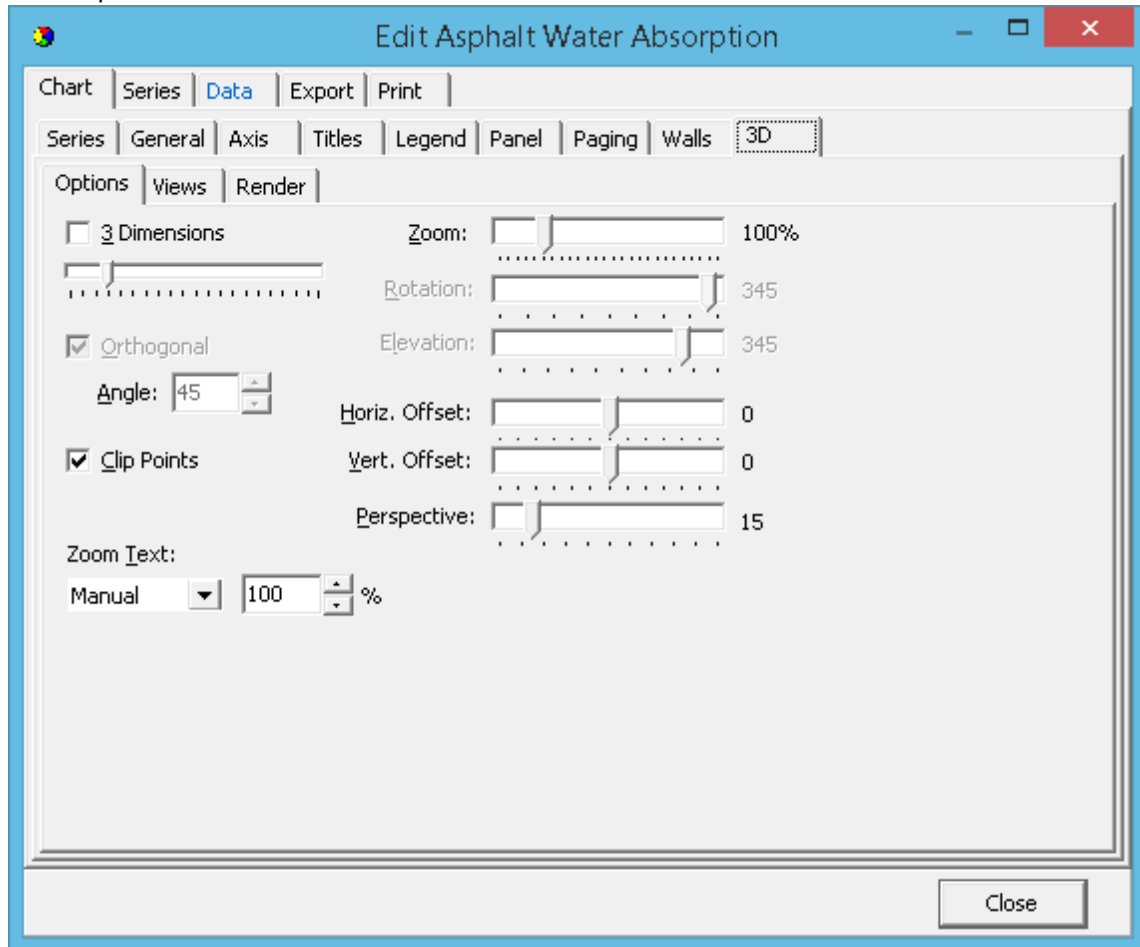 Edit Asphalt Water Absorption
Chart Series Data Export Print
Series General Axis Titles Legend Panel Paging Walls 3D
Options Views Render
3 Dimensions Zoom: 100%
Rotation: 345
Orthogonal Elevation: 345
Angle: 45
Horiz. Offset: 0
Clip Points Vert. Offset: 0
Perspective: 15
Zoom Text:
Manual 100 %
Close